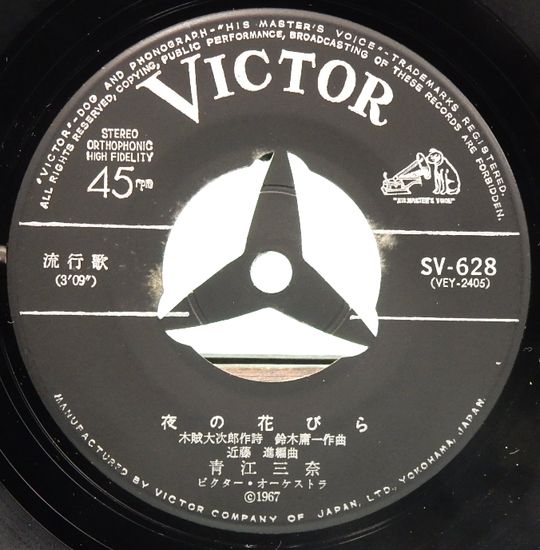 "VICTOR"-DOG AND PHONOGRAPH-"HIS MASTER'S VOICE"-TRADEMARKS REGISTERED.
ALL RIGHTS RESERVED, COPYING, PUBLIC PERFORMANCE, BROADCASTING OF THESE RECORDS ARE FORBIDDEN.
VICTOR
STEREO
ORTHOPHONIC
HIGH FIDELITY
45rpm
"HIS MASTER'S VOICE"
流行歌
(3'09")
SV-628
(VEY-2405)
夜の花びら
木賊大次郎作詩 鈴木庸一作曲
近藤 進編曲
青江三奈
ビクター・オーケストラ
©1967
MANUFACTURED BY VICTOR COMPANY OF JAPAN, LTD., YOKOHAMA, JAPAN.